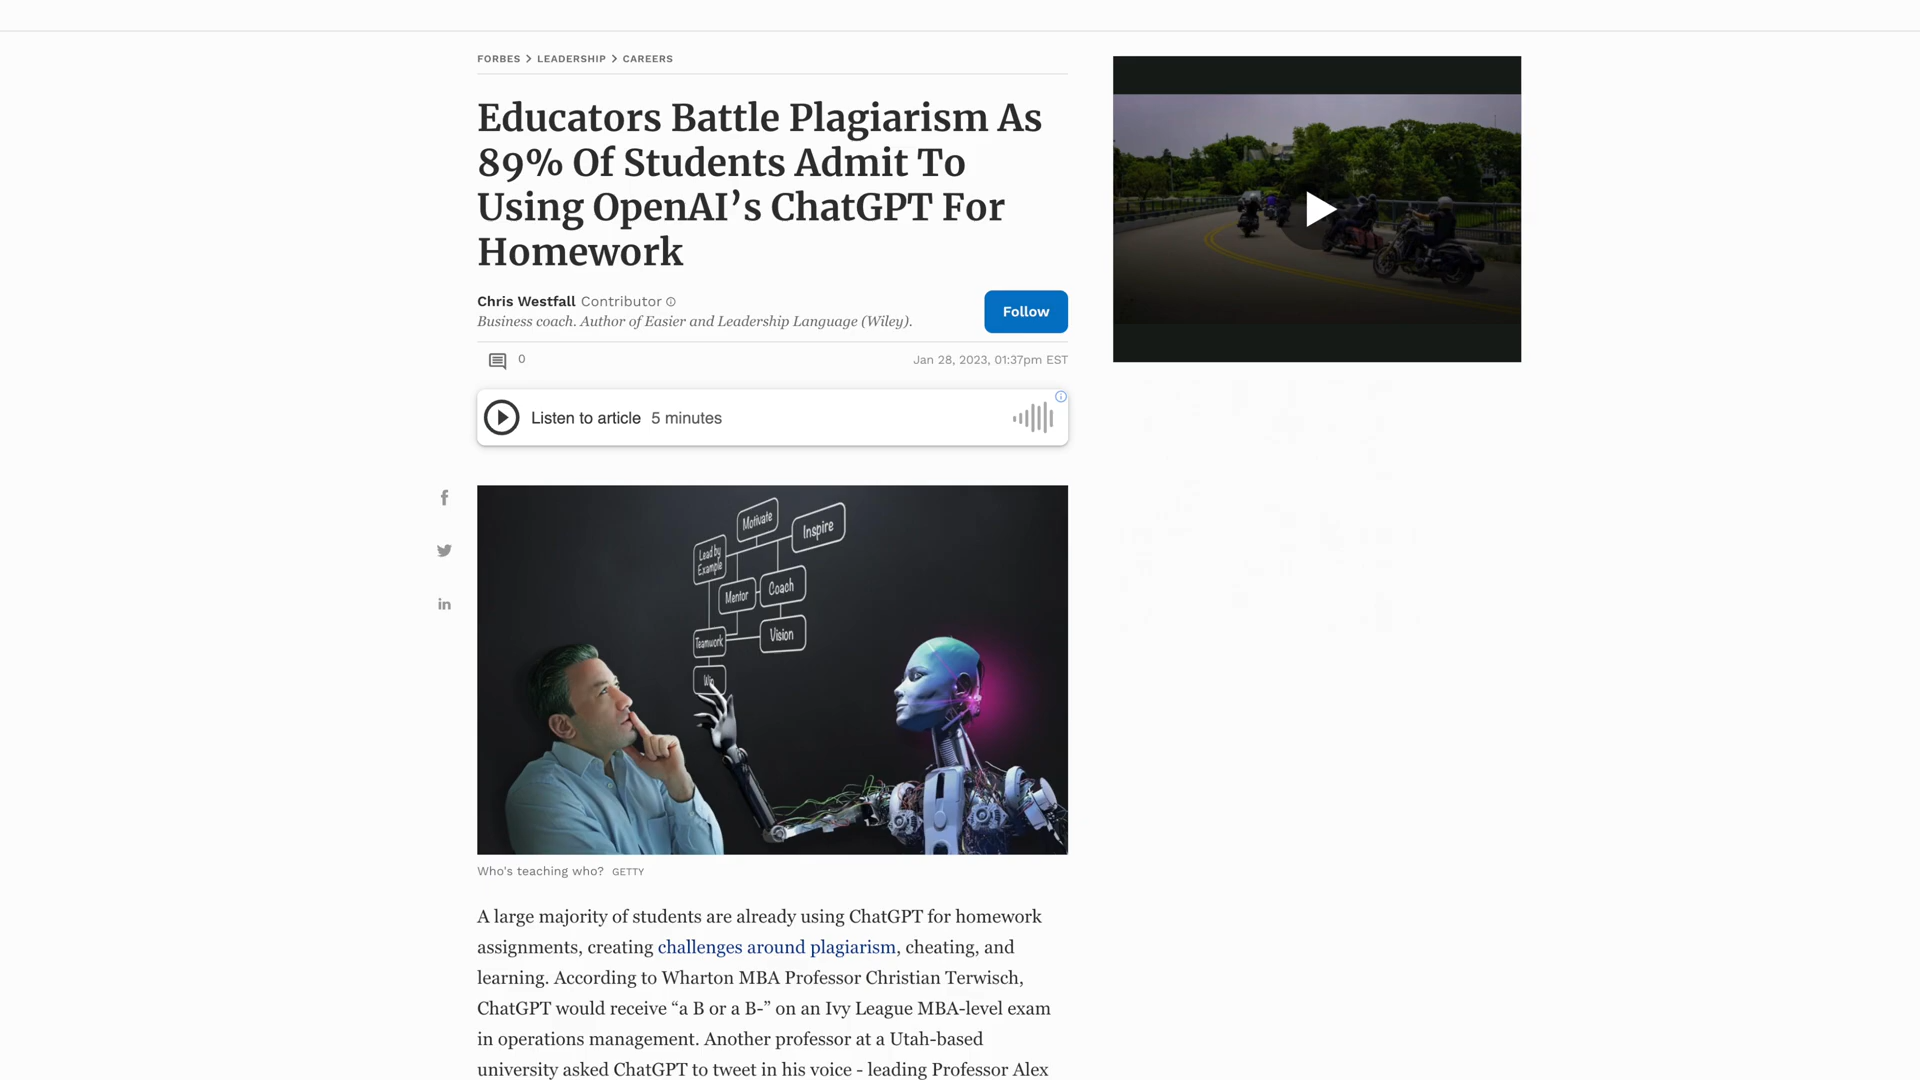 FORBES > LEADERSHIP > CAREERS
Educators Battle Plagiarism As
89% Of Students Admit To
Using OpenAI’s ChatGPT For
Homework
Chris Westfall Contributor
Business coach. Author of Easier and Leadership Language (Wiley).
Follow
0
Jan 28, 2023, 01:37pm EST
Listen to article 5 minutes
Motivate
Inspire
Lead by
Example
Mentor
Coach
Teamwork
Vision
Win
Who's teaching who? GETTY
A large majority of students are already using ChatGPT for homework
assignments, creating challenges around plagiarism, cheating, and
learning. According to Wharton MBA Professor Christian Terwisch,
ChatGPT would receive “a B or a B-” on an Ivy League MBA-level exam
in operations management. Another professor at a Utah-based
university asked ChatGPT to tweet in his voice - leading Professor Alex